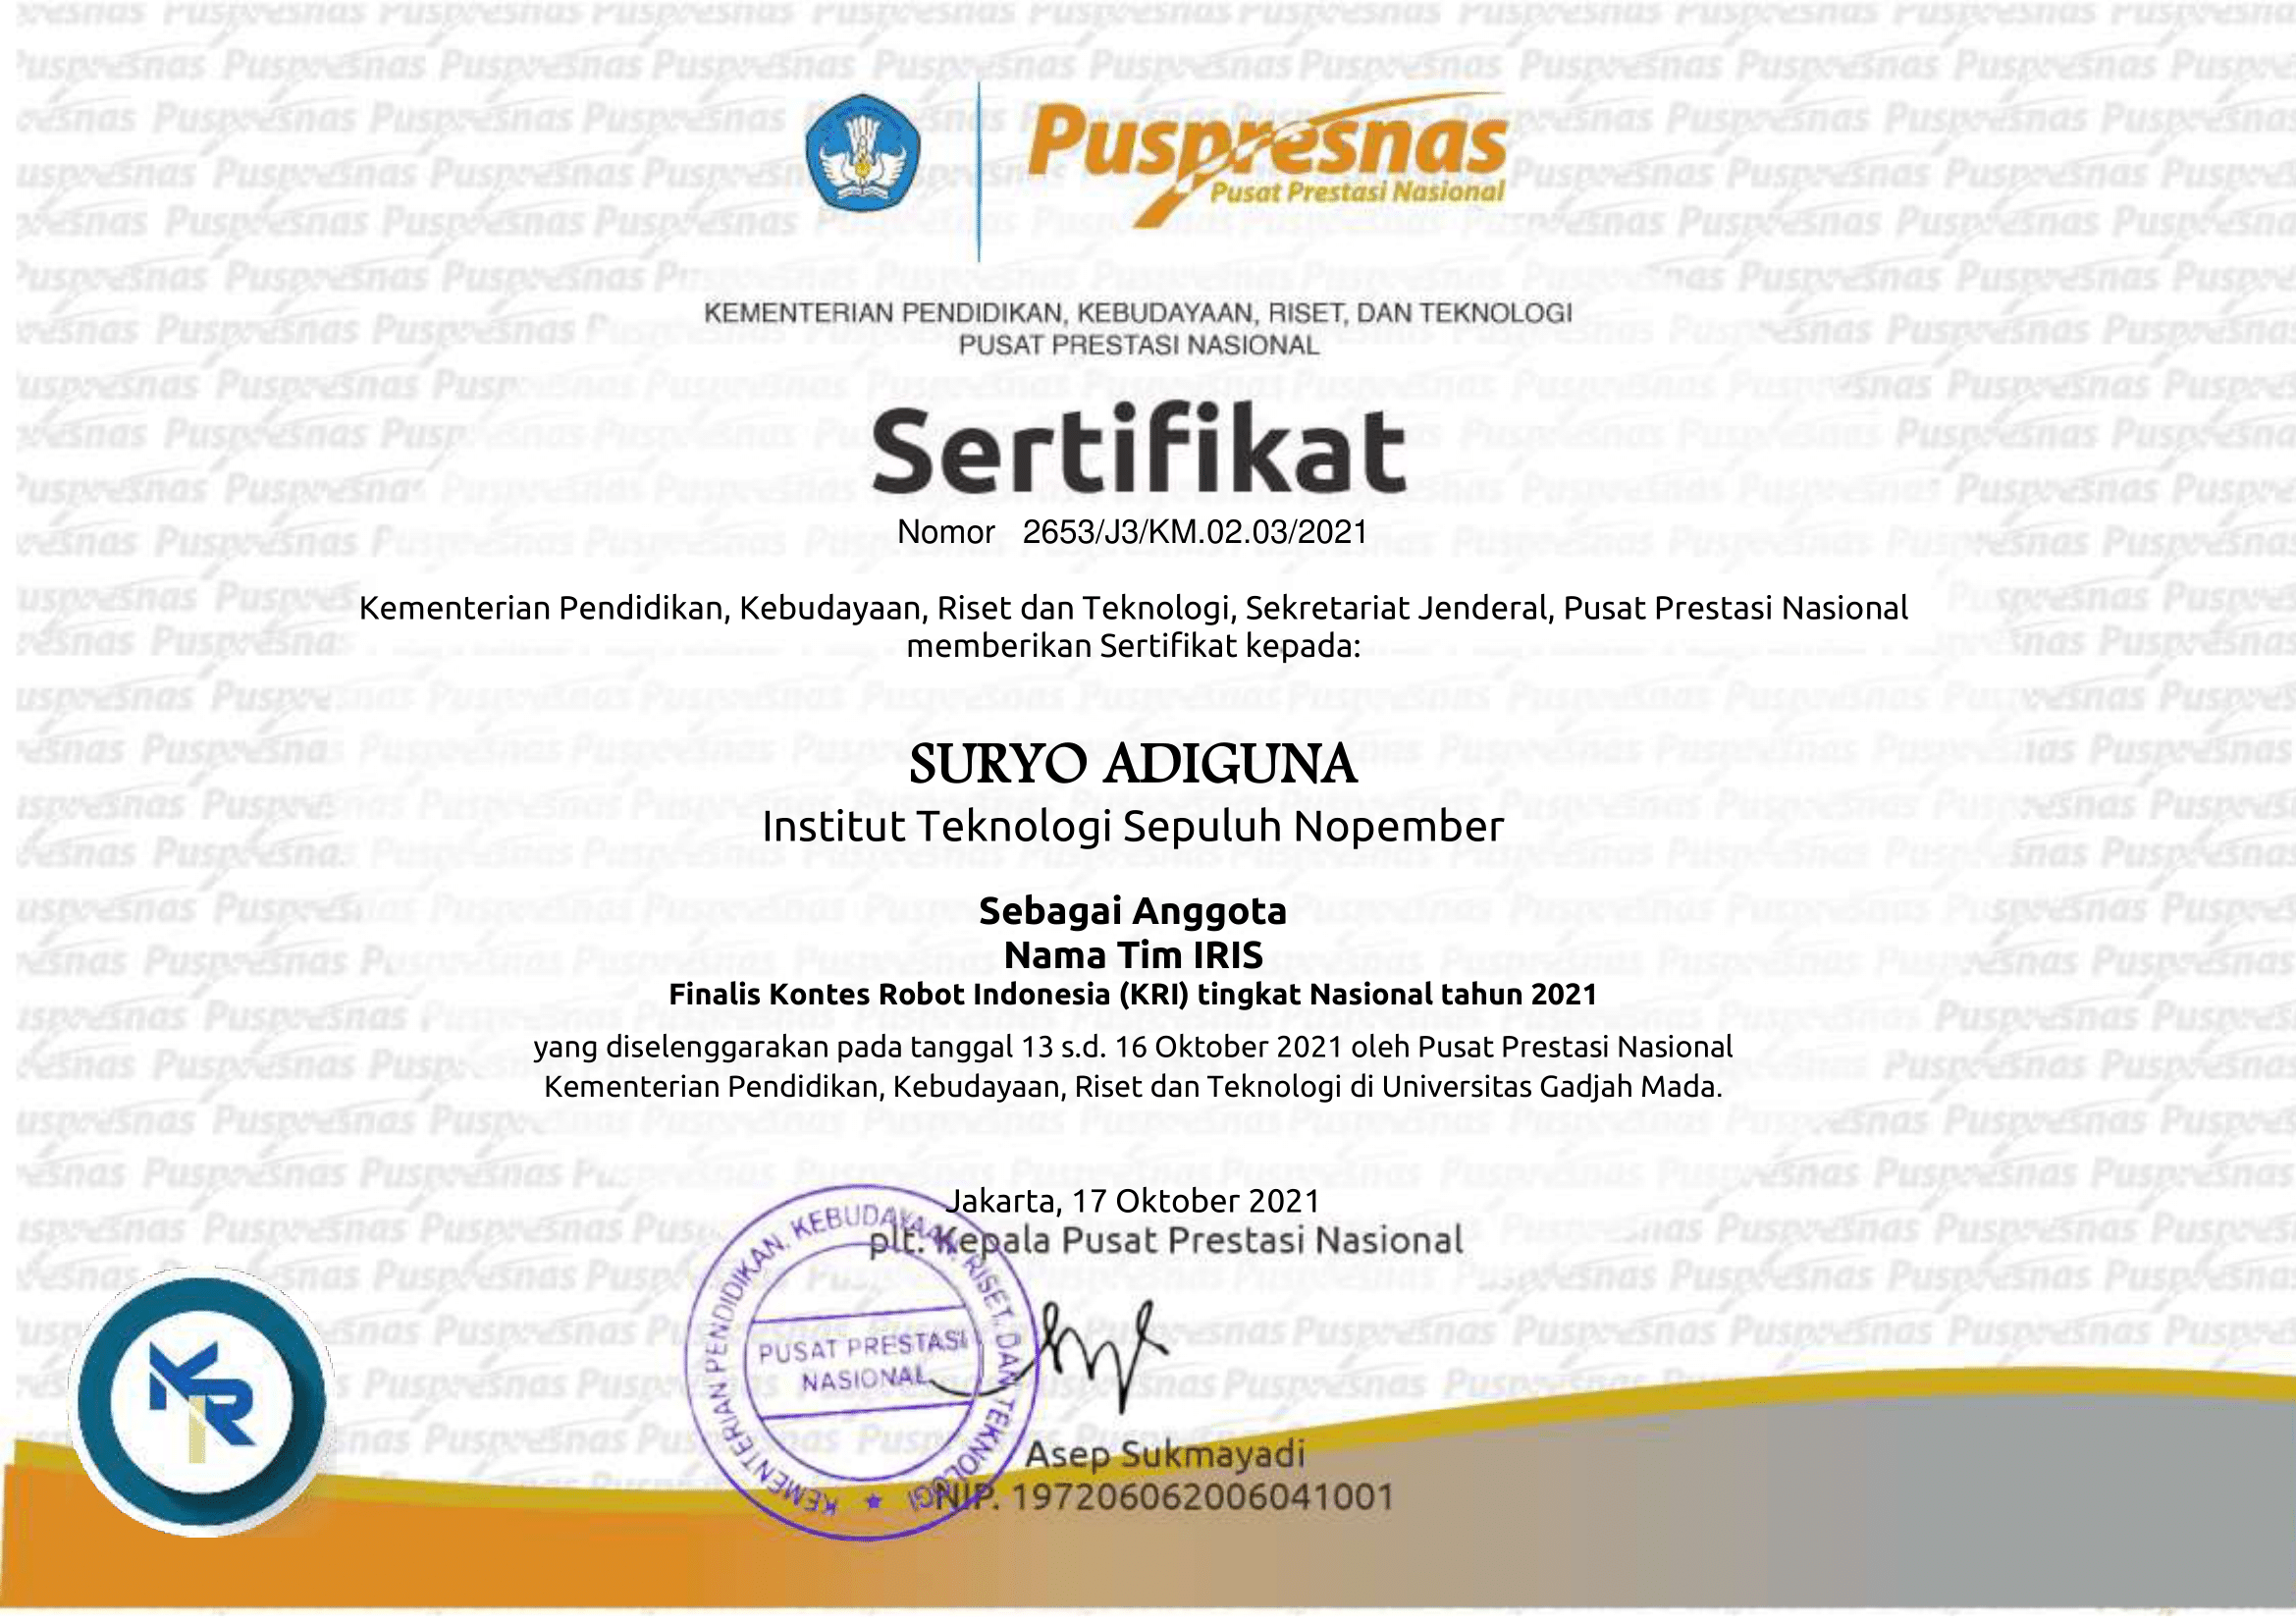 Puspresnas
Pusat Prestasi Nasional
KEMENTERIAN PENDIDIKAN, KEBUDAYAAN, RISET, DAN TEKNOLOGI
PUSAT PRESTASI NASIONAL
Sertifikat
Nomor 2653/J3/KM.02.03/2021
Kementerian Pendidikan, Kebudayaan, Riset dan Teknologi, Sekretariat Jenderal, Pusat Prestasi Nasional
memberikan Sertifikat kepada:
SURYO ADIGUNA
Institut Teknologi Sepuluh Nopember
Sebagai Anggota
Nama Tim IRIS
Finalis Kontes Robot Indonesia (KRI) tingkat Nasional tahun 2021
yang diselenggarakan pada tanggal 13 s.d. 16 Oktober 2021 oleh Pusat Prestasi Nasional
Kementerian Pendidikan, Kebudayaan, Riset dan Teknologi di Universitas Gadjah Mada.
Jakarta, 17 Oktober 2021
plt. Kepala Pusat Prestasi Nasional
KEMENTERIAN PENDIDIKAN, KEBUDAYAAN, RISET, DAN TEKNOLOGI
PUSAT PRESTASI
NASIONAL
Asep Sukmayadi
NIP. 197206062006041001
KRI